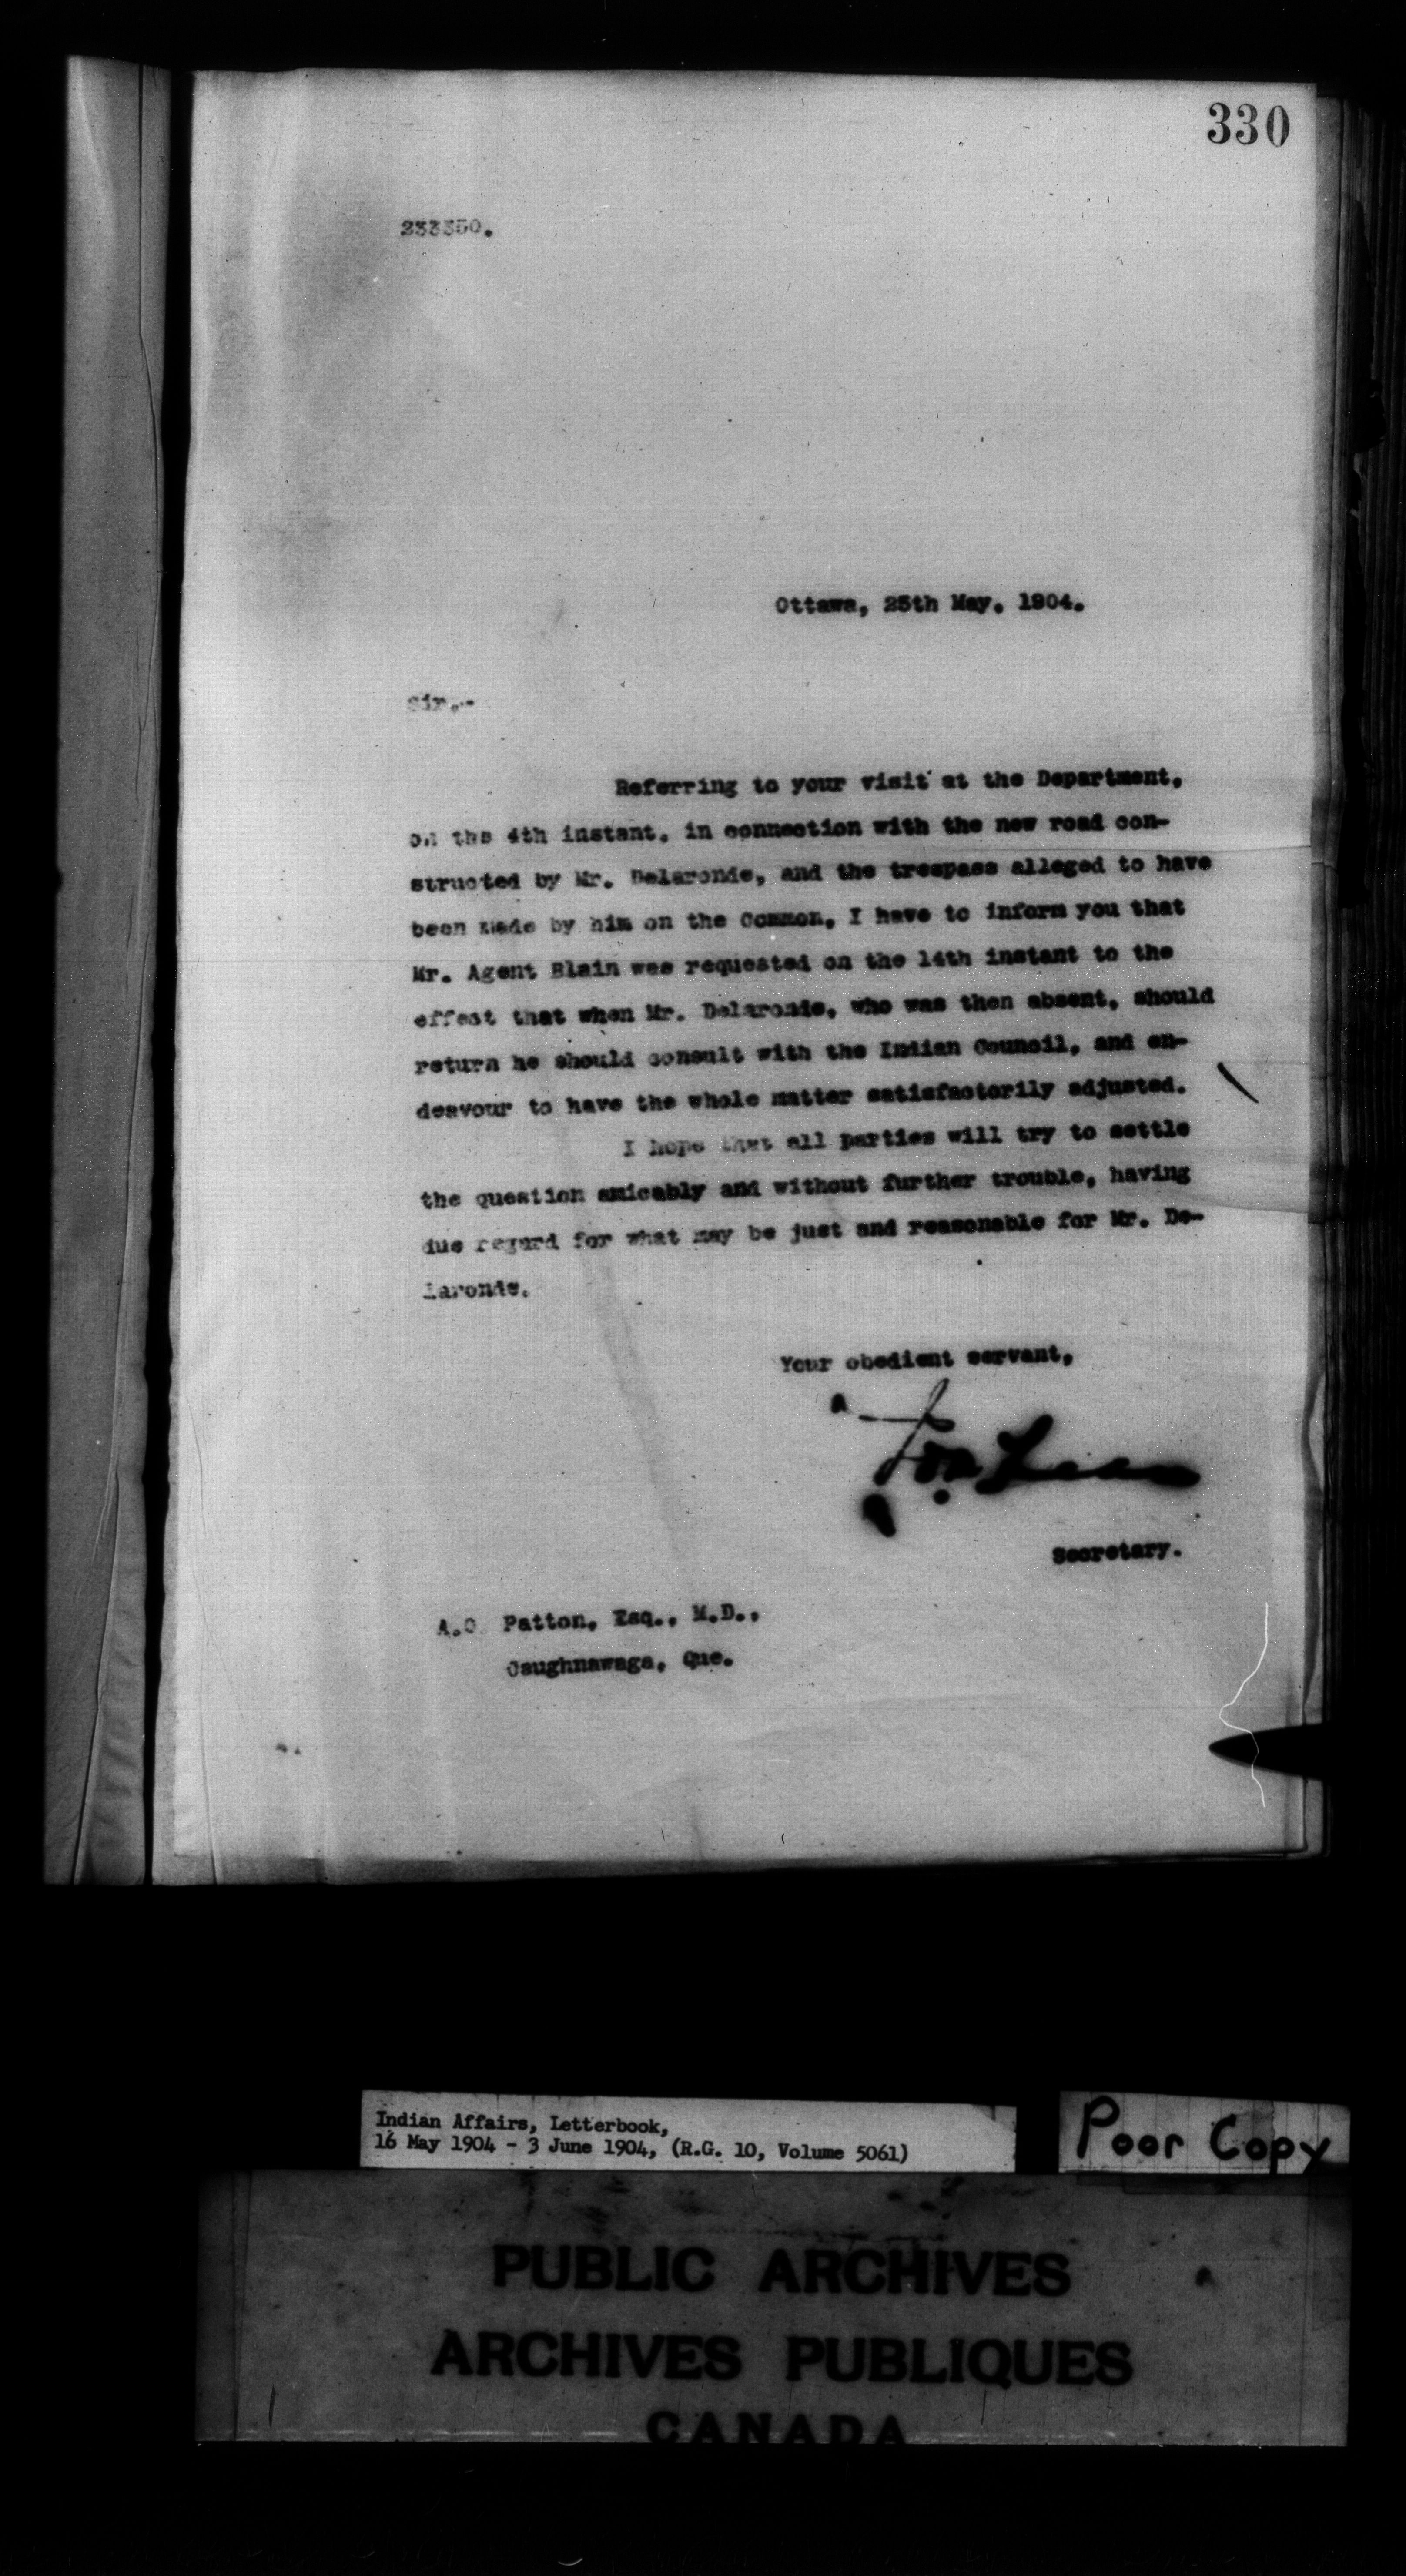 330
233350.
Ottawa, 25th May. 1904.
Sir,-
Referring to your visit at the Department,
on the 4th instant, in connection with the new road con-
structed by Mr. Delaronde, and the trespass alleged to have
been made by him on the Common, I have to inform you that
Mr. Agent Blain was requested on the 14th instant to the
effect that when Mr. Delaronde, who was then absent, should
return he should consult with the Indian Council, and en-
deavour to have the whole matter satisfactorily adjusted.
I hope that all parties will try to settle
the question amicably and without further trouble, having
due regard for what may be just and reasonable for Mr. De-
laronde.
Your obedient servant,
Secretary.
A.O. Patton, Esq., M.D.,
Caughnawaga, Que.
Indian Affairs, Letterbook,
16 May 1904 - 3 June 1904, (R.G. 10, Volume 5061)
Poor Copy
PUBLIC ARCHIVES
ARCHIVES PUBLIQUES
CANADA